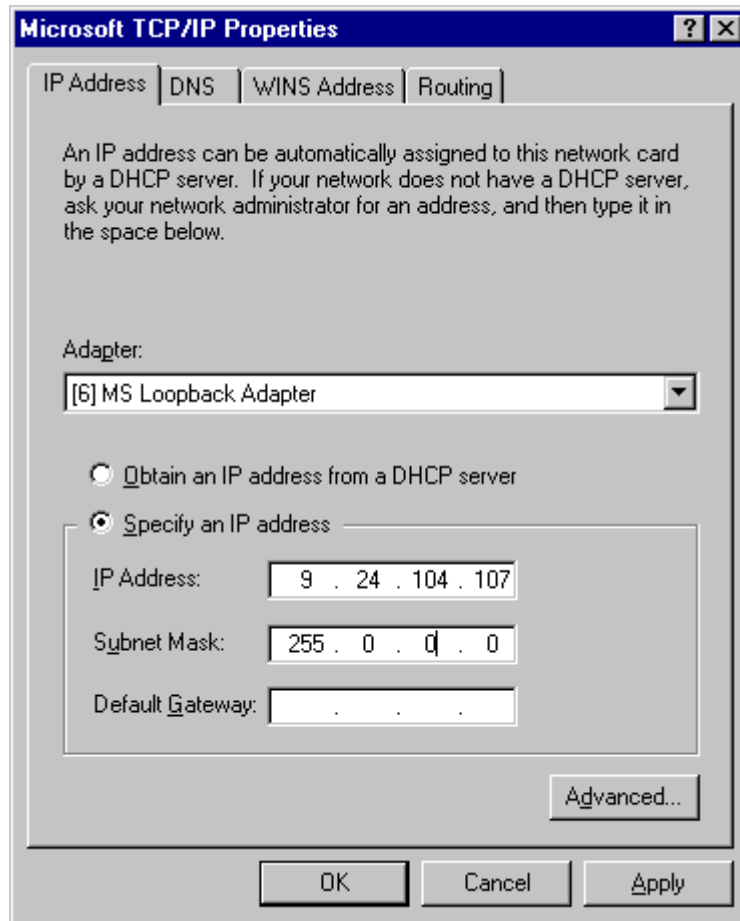 Microsoft TCP/IP Properties
IP Address DNS WINS Address Routing
An IP address can be automatically assigned to this network card
by a DHCP server. If your network does not have a DHCP server,
ask your network administrator for an address, and then type it in
the space below.
Adapter:
[6] MS Loopback Adapter
Obtain an IP address from a DHCP server
Specify an IP address
IP Address: 9 . 24 . 104 . 107
Subnet Mask: 255 . 0 . 0 . 0
Default Gateway: . . .
Advanced...
OK Cancel Apply